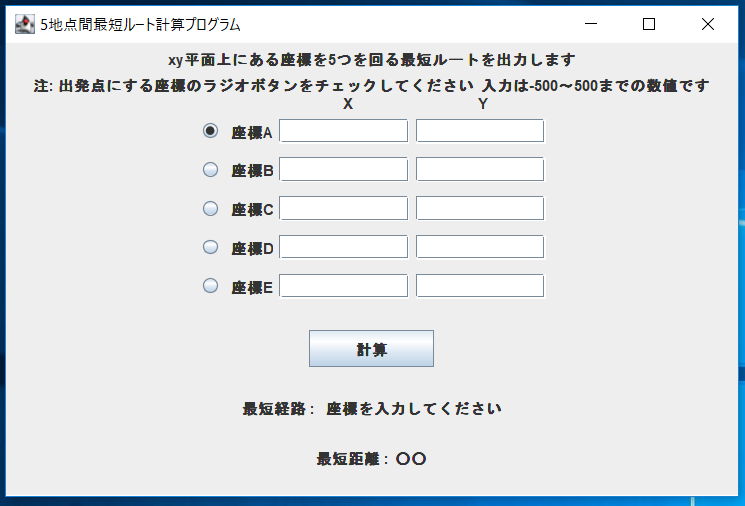 5地点間最短ルート計算プログラム
xy平面上にある座標を5つを回る最短ルートを出力します
注: 出発点にする座標のラジオボタンをチェックしてください 入力は-500～500までの数値です
X Y
座標A
座標B
座標C
座標D
座標E
計算
最短経路： 座標を入力してください
最短距離：〇〇